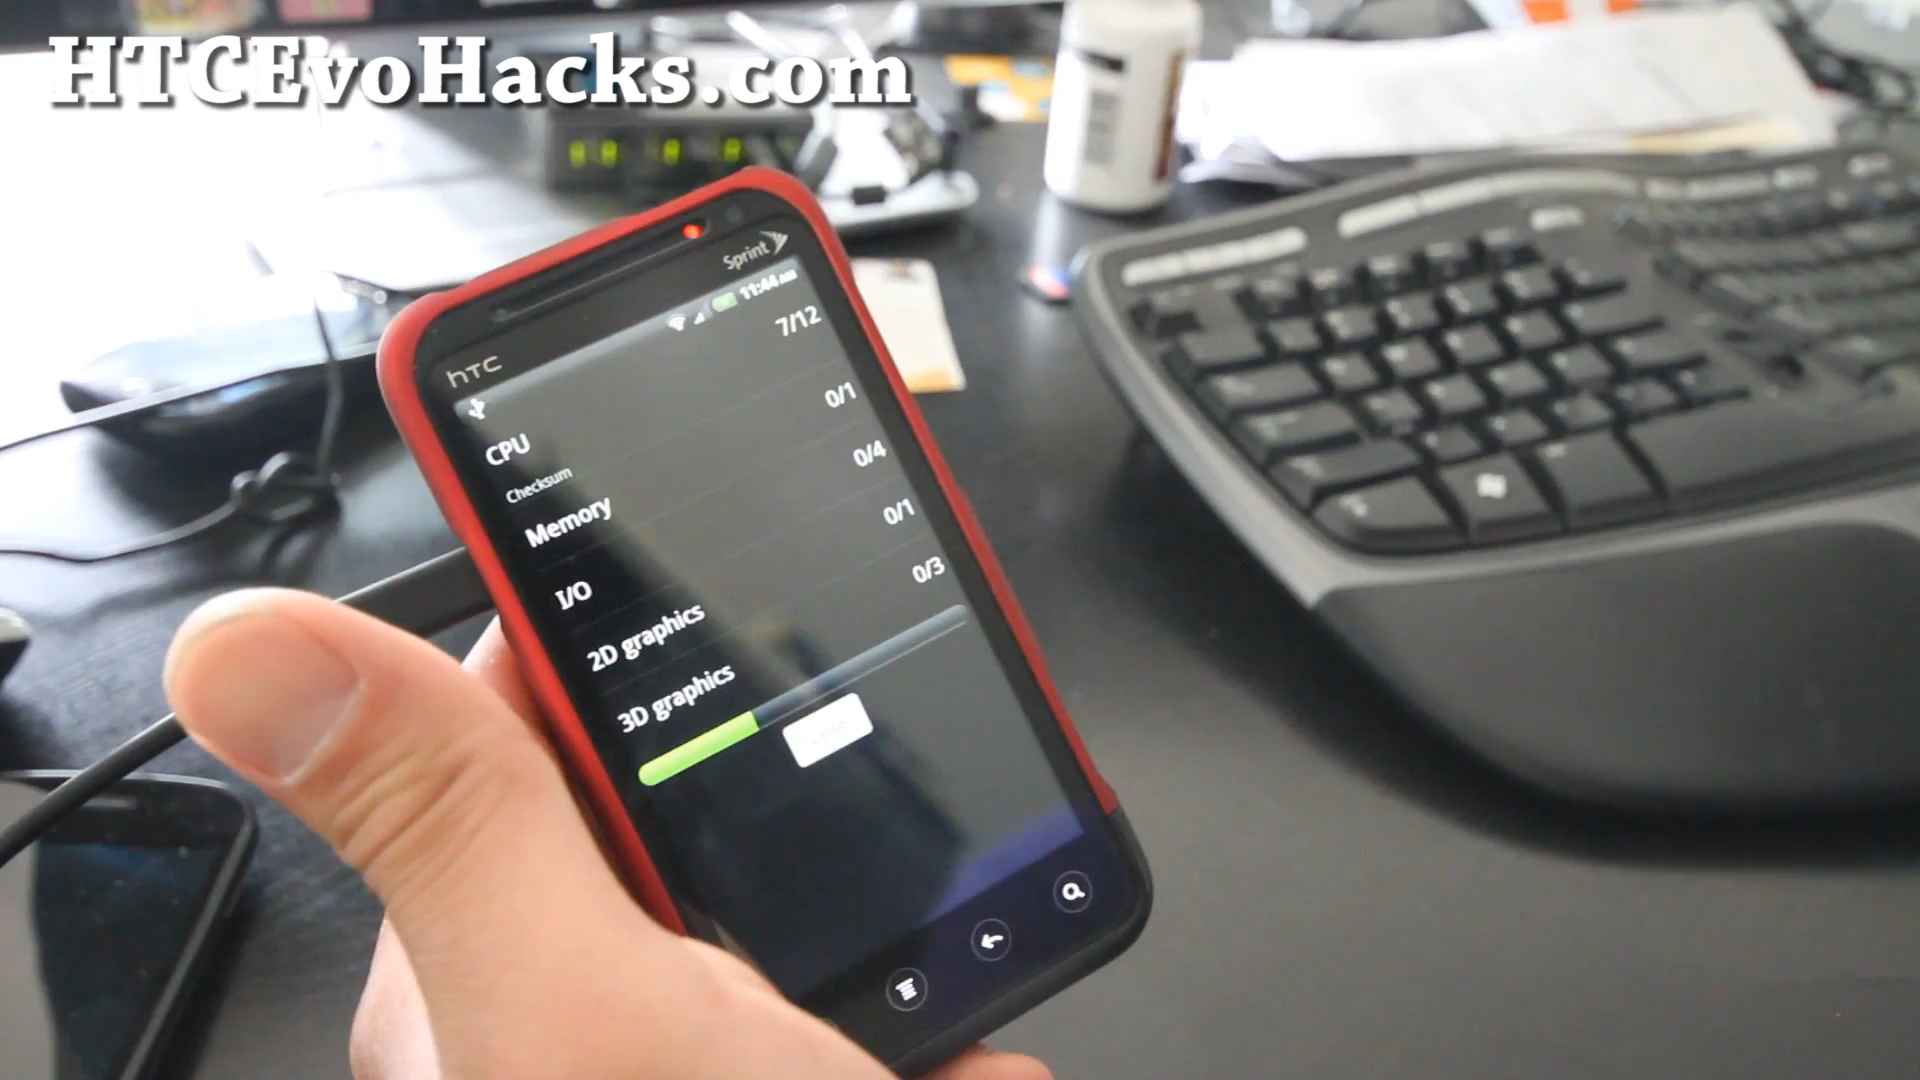 HTCEvoHacks.com
Sprint
11:44 AM
hTC
CPU 7/12
Checksum
Memory 0/1
I/O 0/4
2D graphics 0/1
3D graphics 0/3